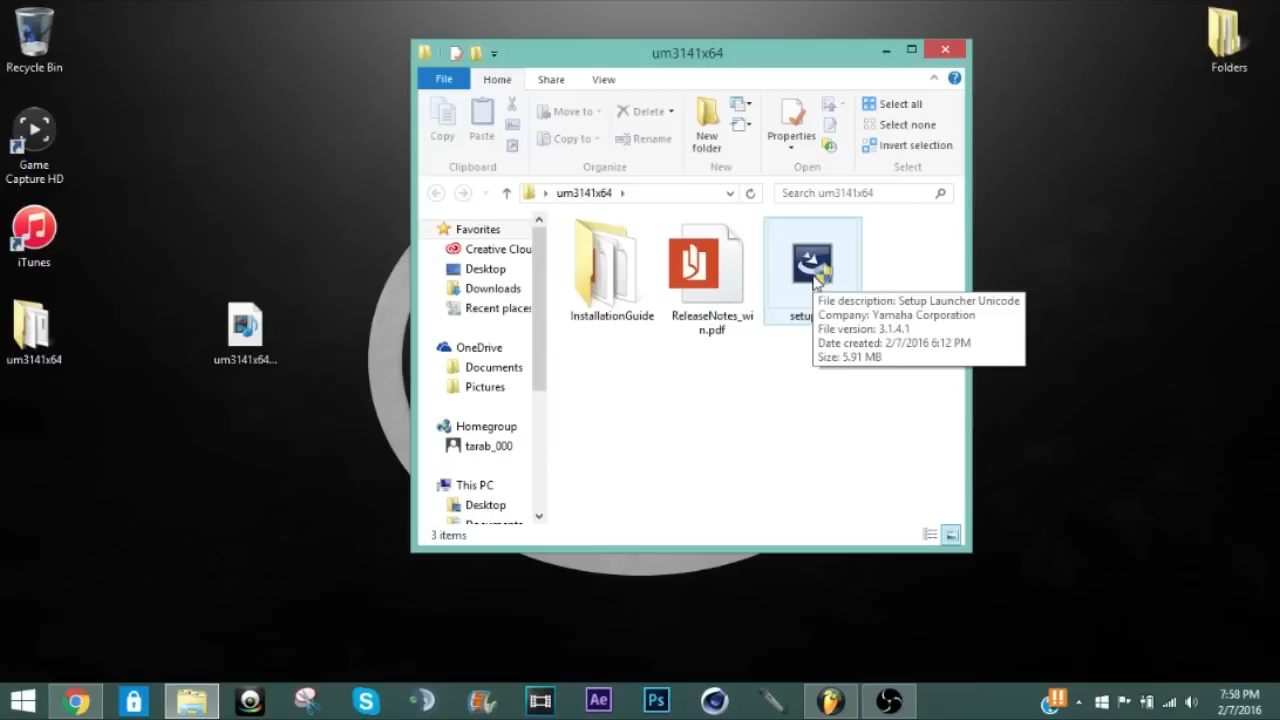 Recycle Bin
Game
Capture HD
iTunes
um3141x64
um3141x64...
Folders
um3141x64
File
Home
Share
View
Copy
Paste
Clipboard
Move to
Copy to
Delete
Rename
Organize
New
folder
New
Properties
Open
Select all
Select none
Invert selection
Select
um3141x64
Search um3141x64
Favorites
Creative Clou
Desktop
Downloads
Recent places
OneDrive
Documents
Pictures
Homegroup
tarab_000
This PC
Desktop
Documents
InstallationGuide
ReleaseNotes_wi
n.pdf
setup
File description: Setup Launcher Unicode
Company: Yamaha Corporation
File version: 3.1.4.1
Date created: 2/7/2016 6:12 PM
Size: 5.91 MB
3 items
Ae
Ps
7:58 PM
2/7/2016